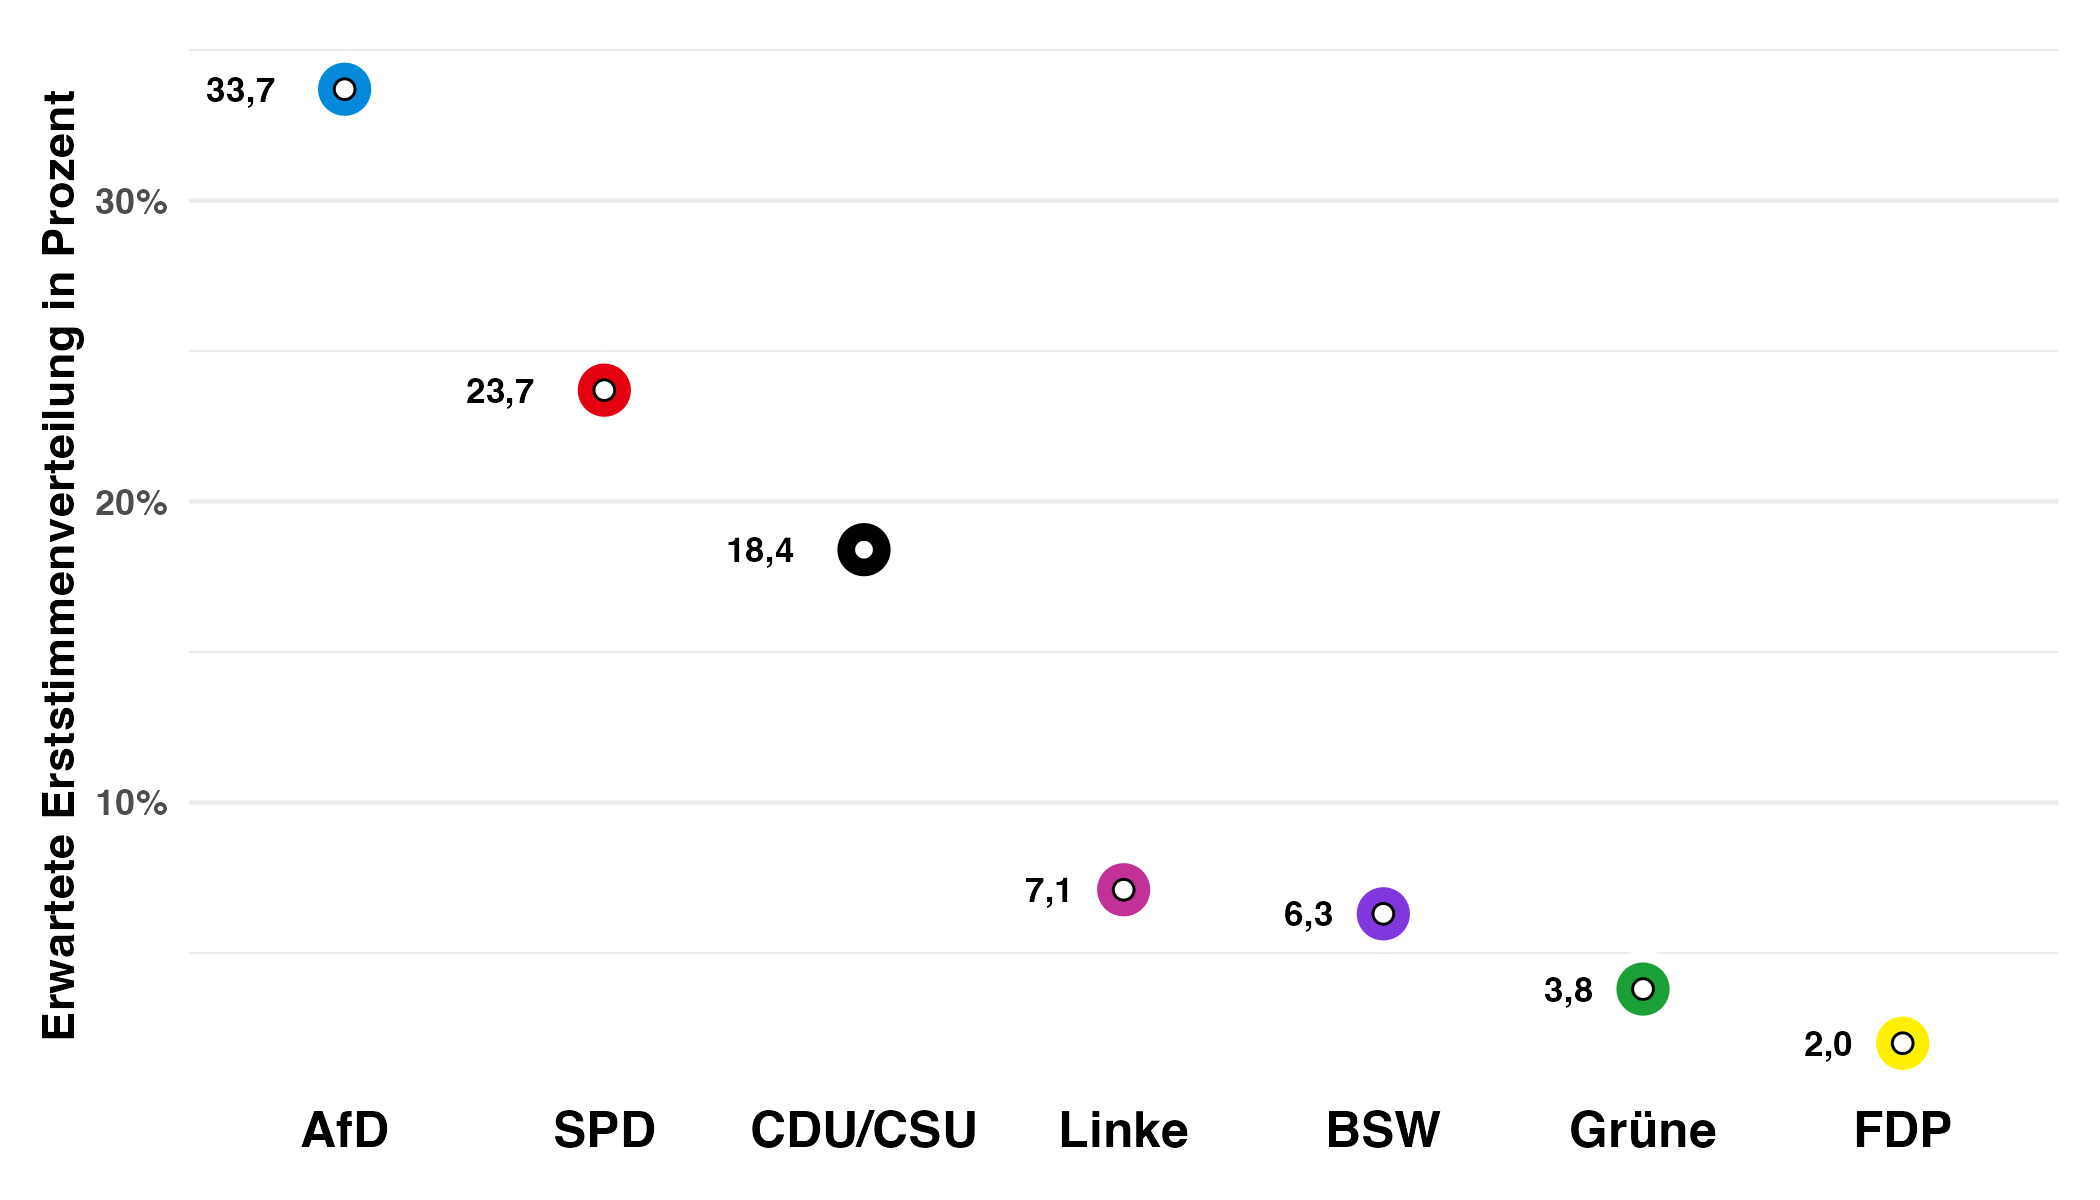 Erwartete Erststimmenverteilung in Prozent
30%
20%
10%
33,7
23,7
18,4
7,1
6,3
3,8
2,0
AfD
SPD
CDU/CSU
Linke
BSW
Grüne
FDP